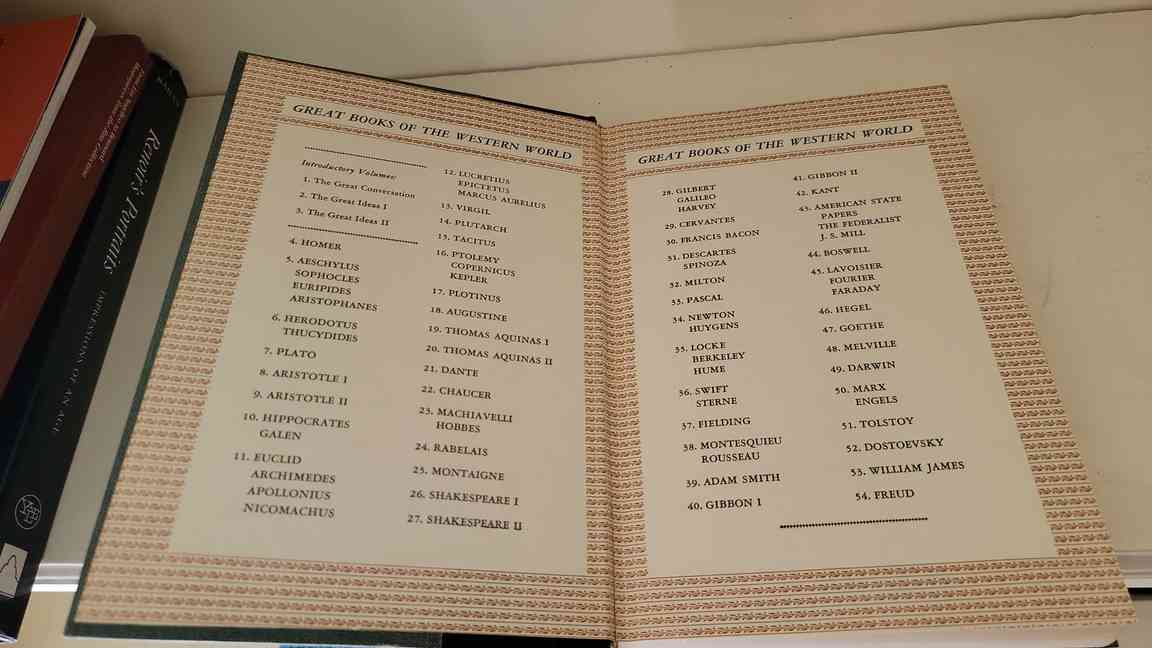 Renoir's Portraits
IMPRESSIONS OF AN AGE
GREAT BOOKS OF THE WESTERN WORLD
Introductory Volumes:
1. The Great Conversation
2. The Great Ideas I
3. The Great Ideas II
4. HOMER
5. AESCHYLUS
SOPHOCLES
EURIPIDES
ARISTOPHANES
6. HERODOTUS
THUCYDIDES
7. PLATO
8. ARISTOTLE I
9. ARISTOTLE II
10. HIPPOCRATES
GALEN
11. EUCLID
ARCHIMEDES
APOLLONIUS
NICOMACHUS
12. LUCRETIUS
EPICTETUS
MARCUS AURELIUS
13. VIRGIL
14. PLUTARCH
15. TACITUS
16. PTOLEMY
COPERNICUS
KEPLER
17. PLOTINUS
18. AUGUSTINE
19. THOMAS AQUINAS I
20. THOMAS AQUINAS II
21. DANTE
22. CHAUCER
23. MACHIAVELLI
HOBBES
24. RABELAIS
25. MONTAIGNE
26. SHAKESPEARE I
27. SHAKESPEARE II
GREAT BOOKS OF THE WESTERN WORLD
28. GILBERT
GALILEO
HARVEY
29. CERVANTES
30. FRANCIS BACON
31. DESCARTES
SPINOZA
32. MILTON
33. PASCAL
34. NEWTON
HUYGENS
35. LOCKE
BERKELEY
HUME
36. SWIFT
STERNE
37. FIELDING
38. MONTESQUIEU
ROUSSEAU
39. ADAM SMITH
40. GIBBON I
41. GIBBON II
42. KANT
43. AMERICAN STATE
PAPERS
THE FEDERALIST
J. S. MILL
44. BOSWELL
45. LAVOISIER
FOURIER
FARADAY
46. HEGEL
47. GOETHE
48. MELVILLE
49. DARWIN
50. MARX
ENGELS
51. TOLSTOY
52. DOSTOEVSKY
53. WILLIAM JAMES
54. FREUD